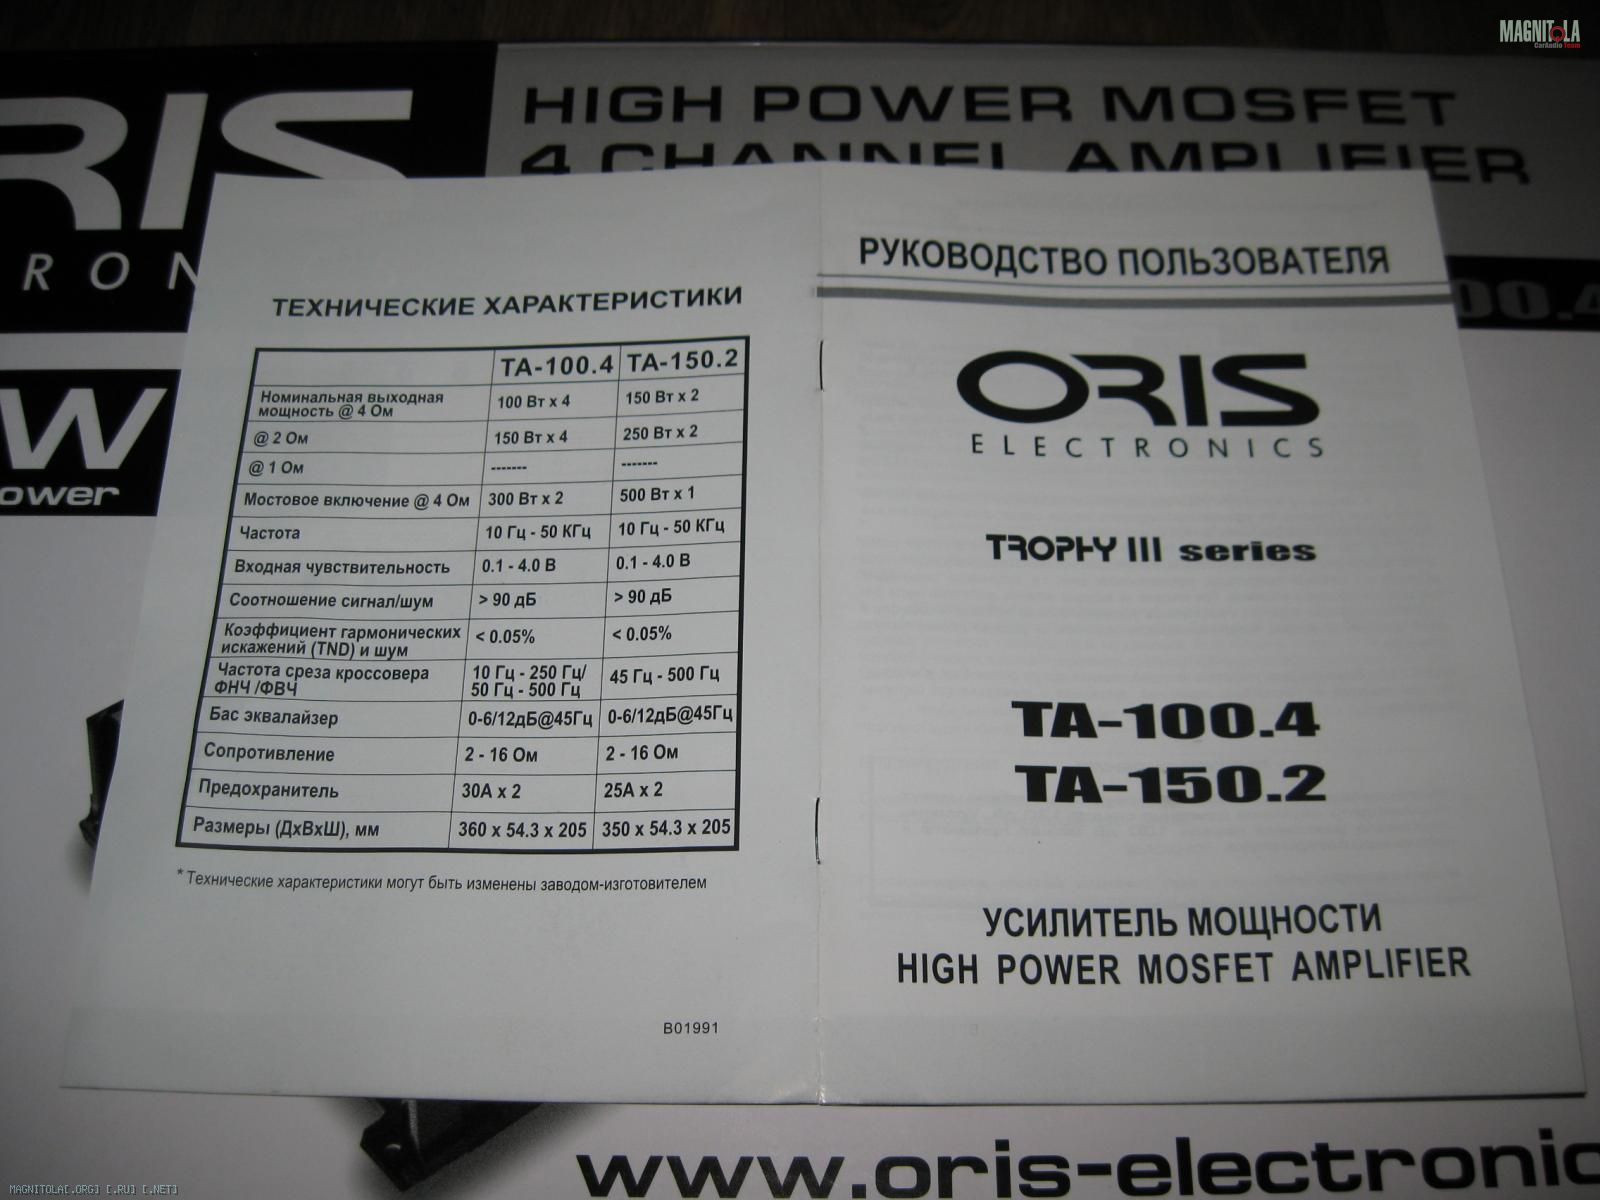 MAGNITOLA
CarAudio Team
RIS
RON
HIGH POWER MOSFET
4 CHANNEL AMPLIFIER
00.4
W
ower
ТЕХНИЧЕСКИЕ ХАРАКТЕРИСТИКИ
TA-100.4 TA-150.2
Номинальная выходная
мощность @ 4 Ом 100 Вт x 4 150 Вт x 2
@ 2 Ом 150 Вт x 4 250 Вт x 2
@ 1 Ом ------- -------
Мостовое включение @ 4 Ом 300 Вт x 2 500 Вт x 1
Частота 10 Гц - 50 КГц 10 Гц - 50 КГц
Входная чувствительность 0.1 - 4.0 В 0.1 - 4.0 В
Соотношение сигнал/шум > 90 дБ > 90 дБ
Коэффициент гармонических
искажений (TND) и шум < 0.05% < 0.05%
Частота среза кроссовера 10 Гц - 250 Гц/ 45 Гц - 500 Гц
ФНЧ /ФВЧ 50 Гц - 500 Гц
Бас эквалайзер 0-6/12дБ@45Гц 0-6/12дБ@45Гц
Сопротивление 2 - 16 Ом 2 - 16 Ом
Предохранитель 30А x 2 25А x 2
Размеры (ДxВxШ), мм 360 x 54.3 x 205 350 x 54.3 x 205
* Технические характеристики могут быть изменены заводом-изготовителем
B01991
РУКОВОДСТВО ПОЛЬЗОВАТЕЛЯ
ORIS
ELECTRONICS
TROPHY III series
TA-100.4
TA-150.2
УСИЛИТЕЛЬ МОЩНОСТИ
HIGH POWER MOSFET AMPLIFIER
www.oris-electronic
MAGNITOLA[.ORG] [.RU] [.NET]